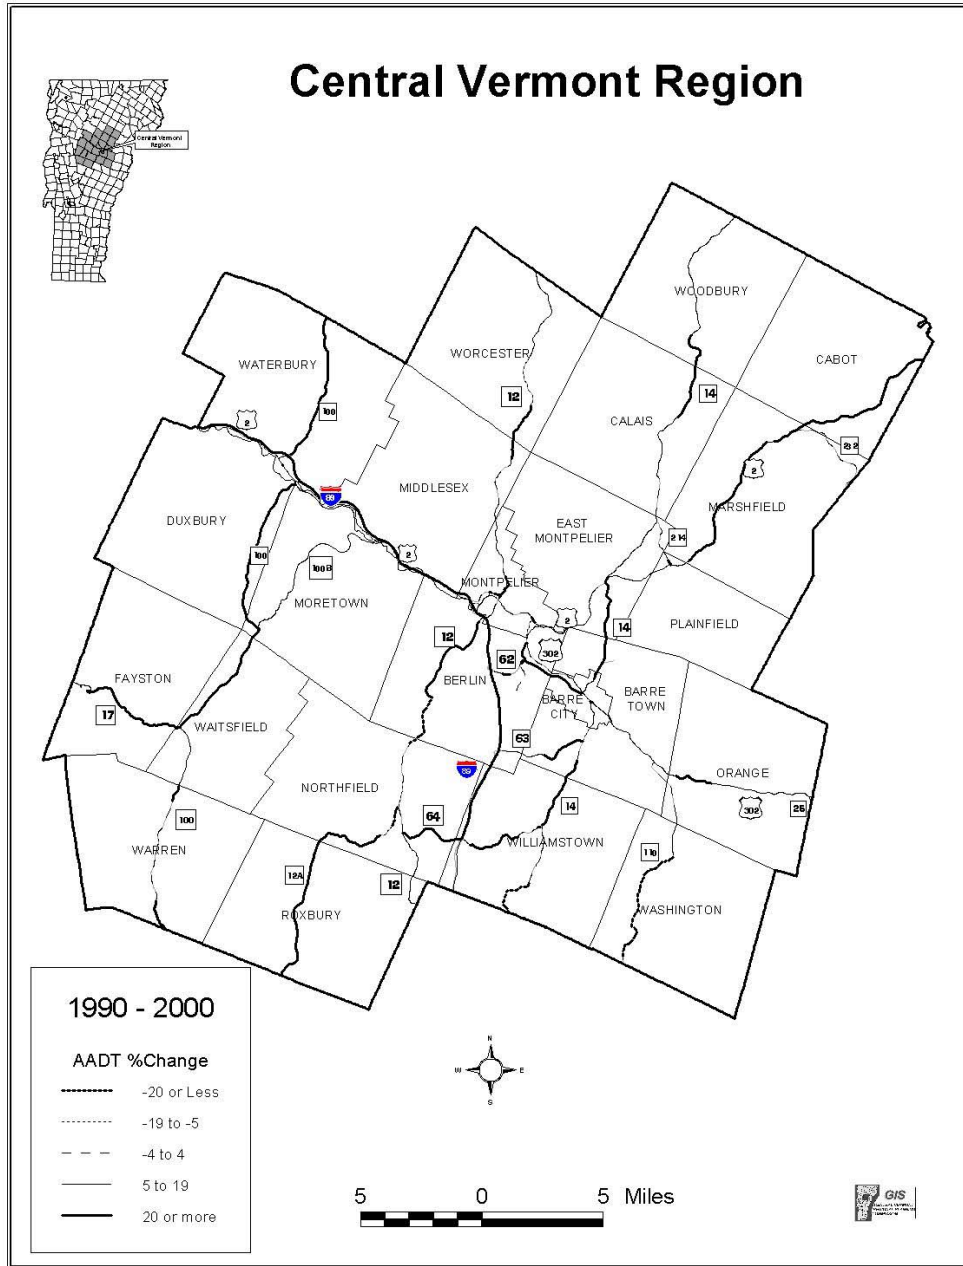 Central Vermont Region
Central Vermont
Region
WOODBURY
WORCESTER
CABOT
WATERBURY
12
14
100
CALAIS
2
232
2
89
MIDDLESEX
MARSHFIELD
DUXBURY
EAST
MONTPELIER
214
100
2
100B
MONTPELIER
MORETOWN
2
14
PLAINFIELD
12
302
62
FAYSTON
BERLIN
BARRE
TOWN
BARRE
CITY
17
WAITSFIELD
63
89
ORANGE
NORTHFIELD
14
302
25
64
100
WILLIAMSTOWN
WARREN
110
12A
12
ROXBURY
WASHINGTON
1990 - 2000
AADT %Change
-20 or Less
-19 to -5
-4 to 4
5 to 19
20 or more
N
W
E
S
5
0
5 Miles
GIS